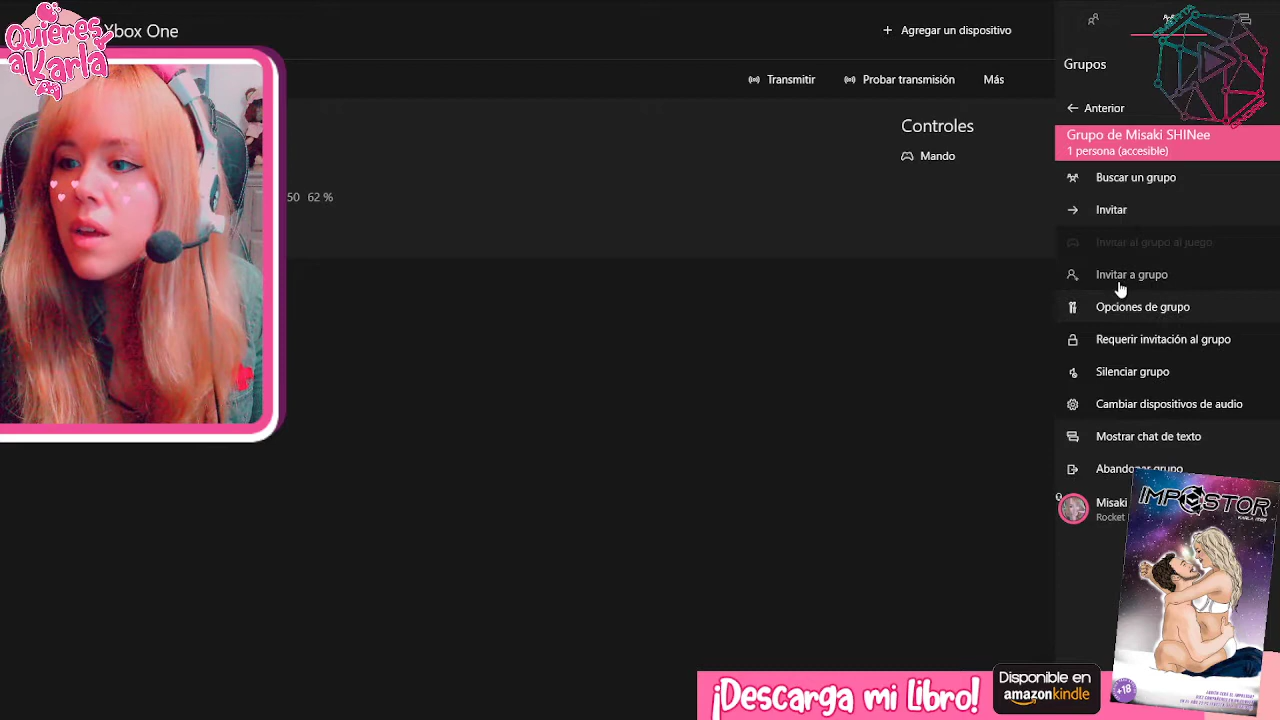 Quieres
a Karla
Xbox One
Agregar un dispositivo
Transmitir
Probar transmisión
Más
Controles
Mando
50 62 %
Grupos
Anterior
Grupo de Misaki SHINee
1 persona (accesible)
Buscar un grupo
Invitar
Invitar al grupo al juego
Invitar a grupo
Opciones de grupo
Requerir invitación al grupo
Silenciar grupo
Cambiar dispositivos de audio
Mostrar chat de texto
Abandonar grupo
Misaki
Rocket
IMPOSTOR
+18
¡Descarga mi libro!
Disponible en
amazonkindle